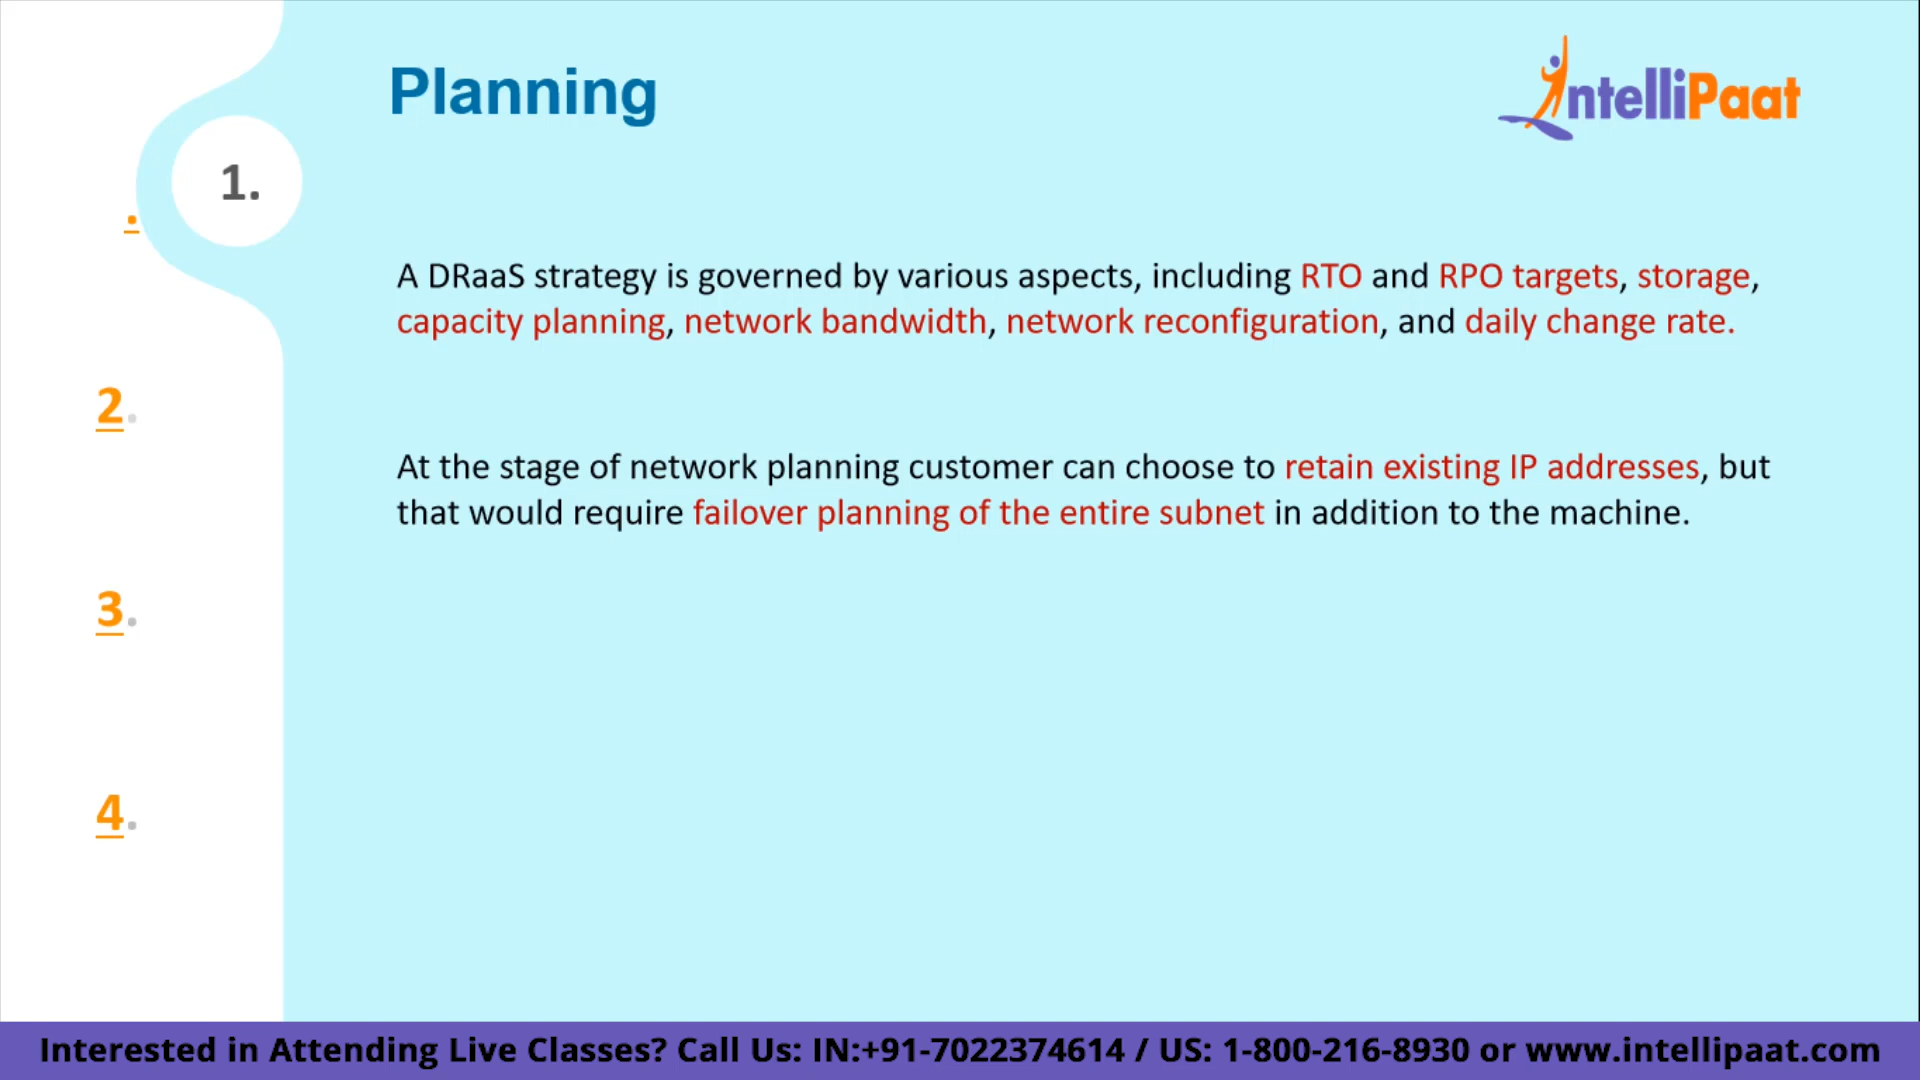 Planning
IntelliPaat
1.
.
A DRaaS strategy is governed by various aspects, including RTO and RPO targets, storage,
capacity planning, network bandwidth, network reconfiguration, and daily change rate.
2.
At the stage of network planning customer can choose to retain existing IP addresses, but
that would require failover planning of the entire subnet in addition to the machine.
3.
4.
Interested in Attending Live Classes? Call Us: IN:+91-7022374614 / US: 1-800-216-8930 or www.intellipaat.com